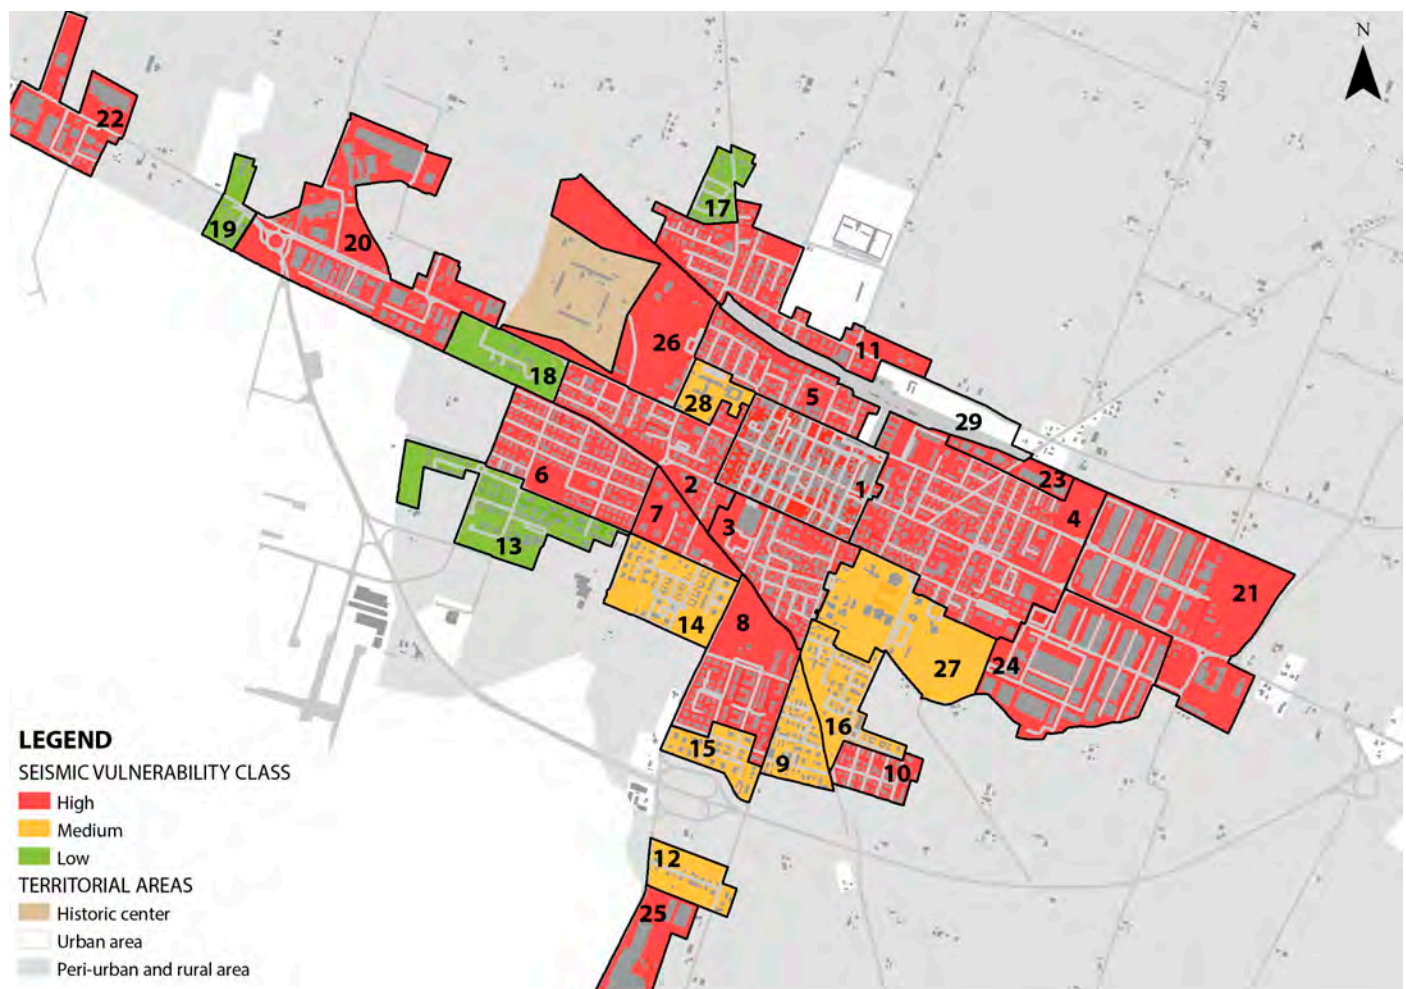 N
22
17
19
20
26
11
18
28
5
29
6
2
1
23
7
3
4
13
21
14
8
24
27
16
15
9
10
12
25
LEGEND
SEISMIC VULNERABILITY CLASS
High
Medium
Low
TERRITORIAL AREAS
Historic center
Urban area
Peri-urban and rural area